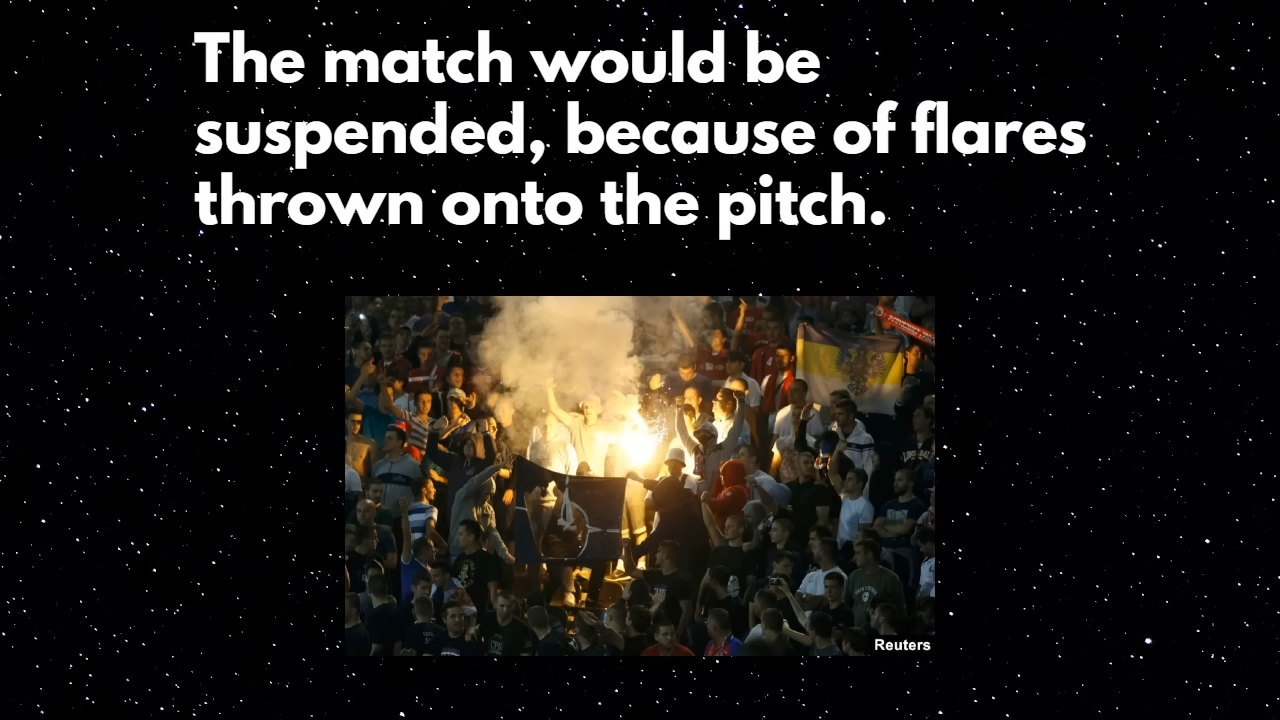 The match would be
suspended, because of flares
thrown onto the pitch.
Reuters